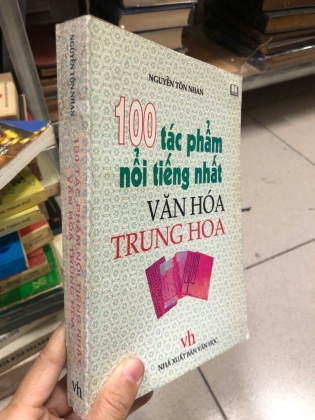 NGUYỄN TÔN NHAN
100 tác phẩm
nổi tiếng nhất
VĂN HÓA
TRUNG HOA
vh
NHÀ XUẤT BẢN VĂN HỌC
NGUYỄN TÔN NHAN
100 TÁC PHẨM NỔI TIẾNG NHẤT
VĂN HÓA TRUNG HOA
vh